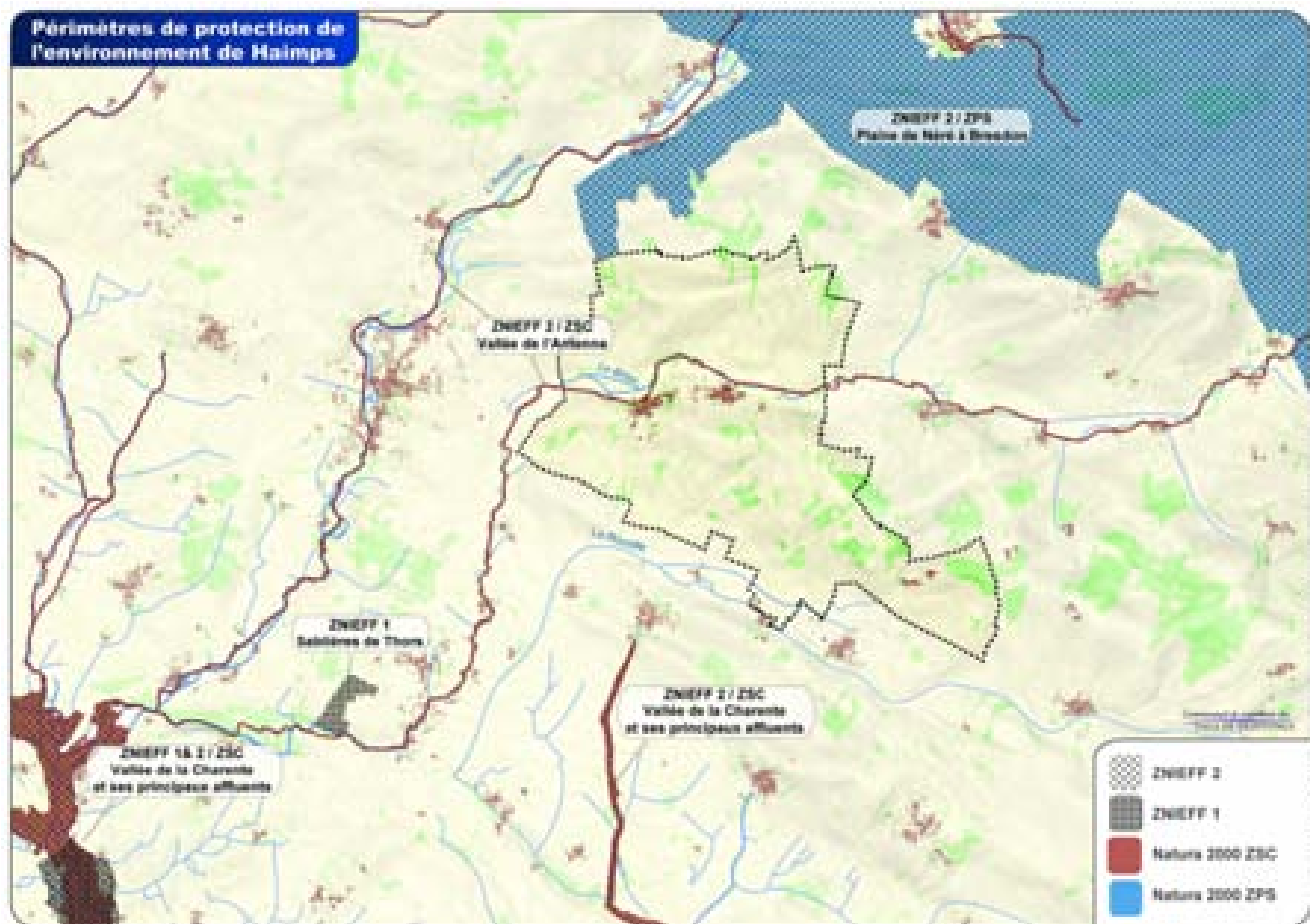 Périmètres de protection de
l'environnement de Haimps
ZNIEFF 2 / ZPS
Plaine de Néré à Bresdon
ZNIEFF 2 / ZSC
Vallée de l'Antenne
ZNIEFF 1
Sablières de Thors
ZNIEFF 2 / ZSC
Vallée de la Charente
et ses principaux affluents
ZNIEFF 1& 2 / ZSC
Vallée de la Charente
et ses principaux affluents
ZNIEFF 2
ZNIEFF 1
Natura 2000 ZSC
Natura 2000 ZPS